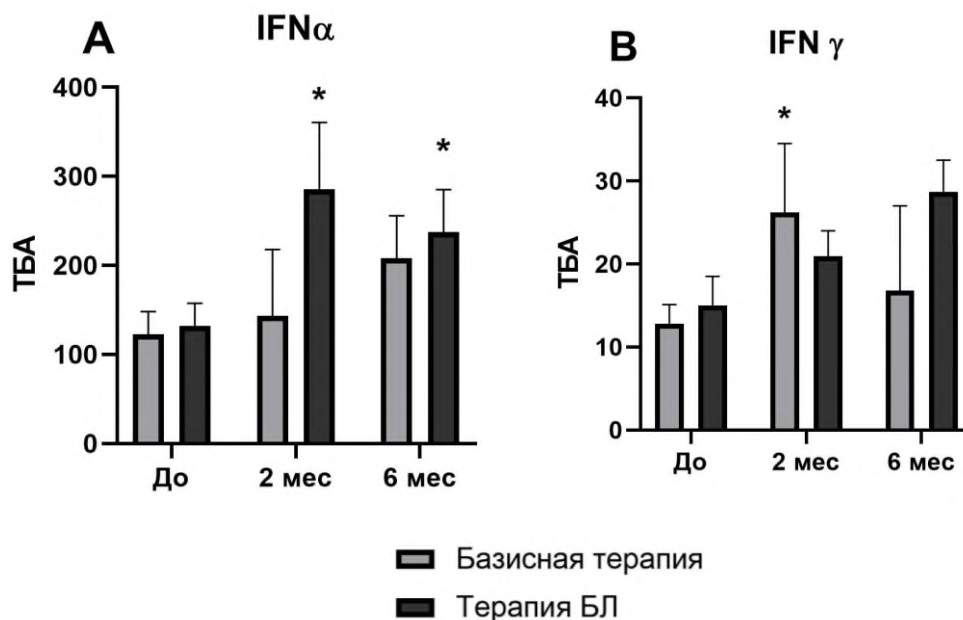 A
IFNα
ТБА
400
*
300
*
200
100
0
До
2 мес
6 мес
B
IFN γ
ТБА
40
*
30
20
10
0
До
2 мес
6 мес
Базисная терапия
Терапия БЛ